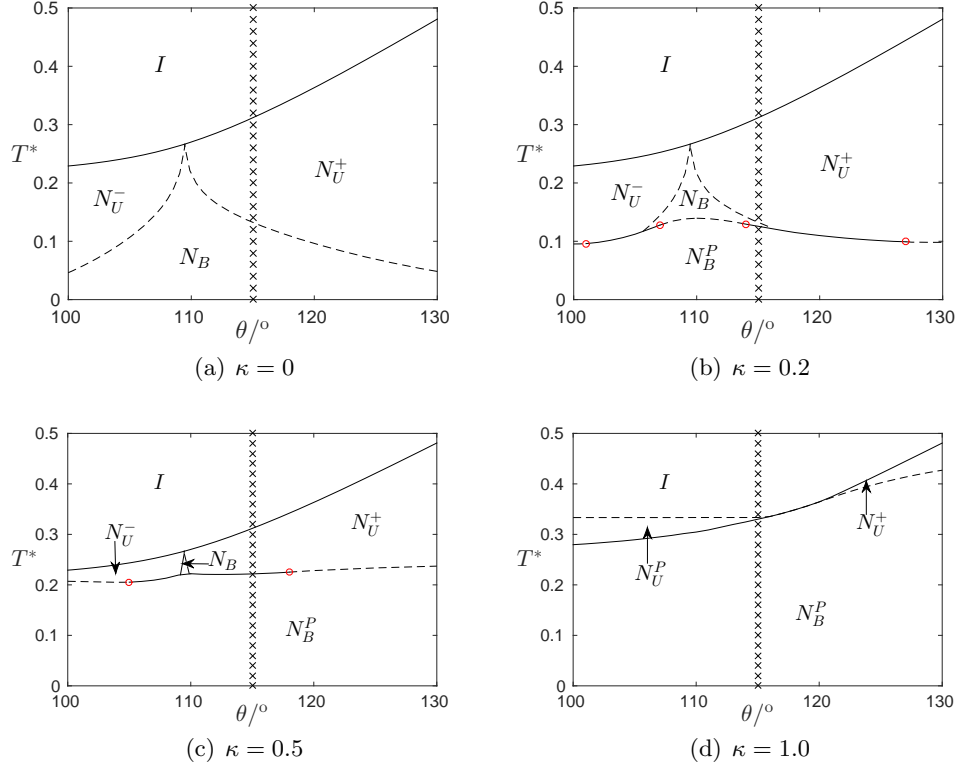 0.5
0.4
0.3
T*
0.2
0.1
0
100
110
120
130
θ/°
I
N_U^-
N_U^+
N_B
(a) κ = 0
0.5
0.4
0.3
T*
0.2
0.1
0
100
110
120
130
θ/°
I
N_U^-
N_U^+
N_B
N_B^P
(b) κ = 0.2
0.5
0.4
0.3
T*
0.2
0.1
0
100
110
120
130
θ/°
I
N_U^-
N_U^+
N_B
N_B^P
(c) κ = 0.5
0.5
0.4
0.3
T*
0.2
0.1
0
100
110
120
130
θ/°
I
N_U^+
N_U^P
N_B^P
(d) κ = 1.0